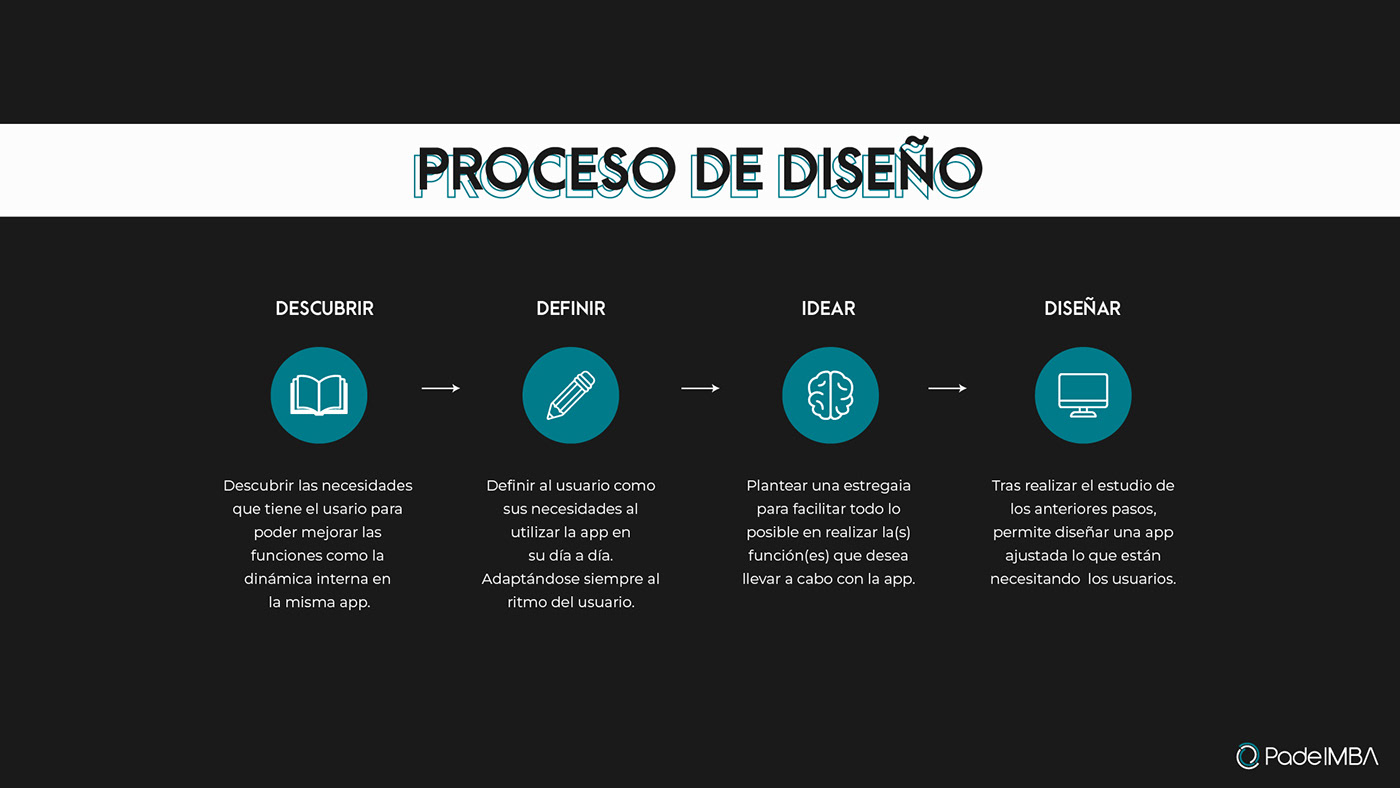 PROCESO DE DISEÑO
DESCUBRIR
Descubrir las necesidades
que tiene el usario para
poder mejorar las
funciones como la
dinámica interna en
la misma app.
DEFINIR
Definir al usuario como
sus necesidades al
utilizar la app en
su día a día.
Adaptándose siempre al
ritmo del usuario.
IDEAR
Plantear una estregaia
para facilitar todo lo
posible en realizar la(s)
función(es) que desea
llevar a cabo con la app.
DISEÑAR
Tras realizar el estudio de
los anteriores pasos,
permite diseñar una app
ajustada lo que están
necesitando los usuarios.
PadelMBA